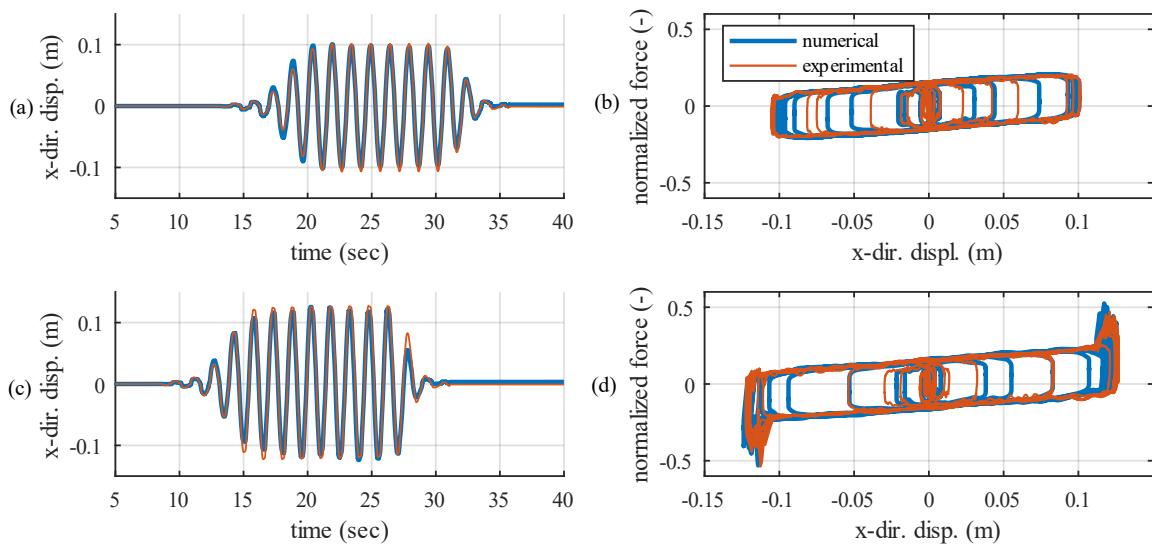 (a)
x-dir. disp. (m)
0.1
0
-0.1
5 10 15 20 25 30 35 40
time (sec)
(b)
normalized force (-)
0.5
0
-0.5
-0.15 -0.1 -0.05 0 0.05 0.1
x-dir. displ. (m)
numerical
experimental
(c)
x-dir. disp. (m)
0.1
0
-0.1
5 10 15 20 25 30 35 40
time (sec)
(d)
normalized force (-)
0.5
0
-0.5
-0.15 -0.1 -0.05 0 0.05 0.1
x-dir. disp. (m)